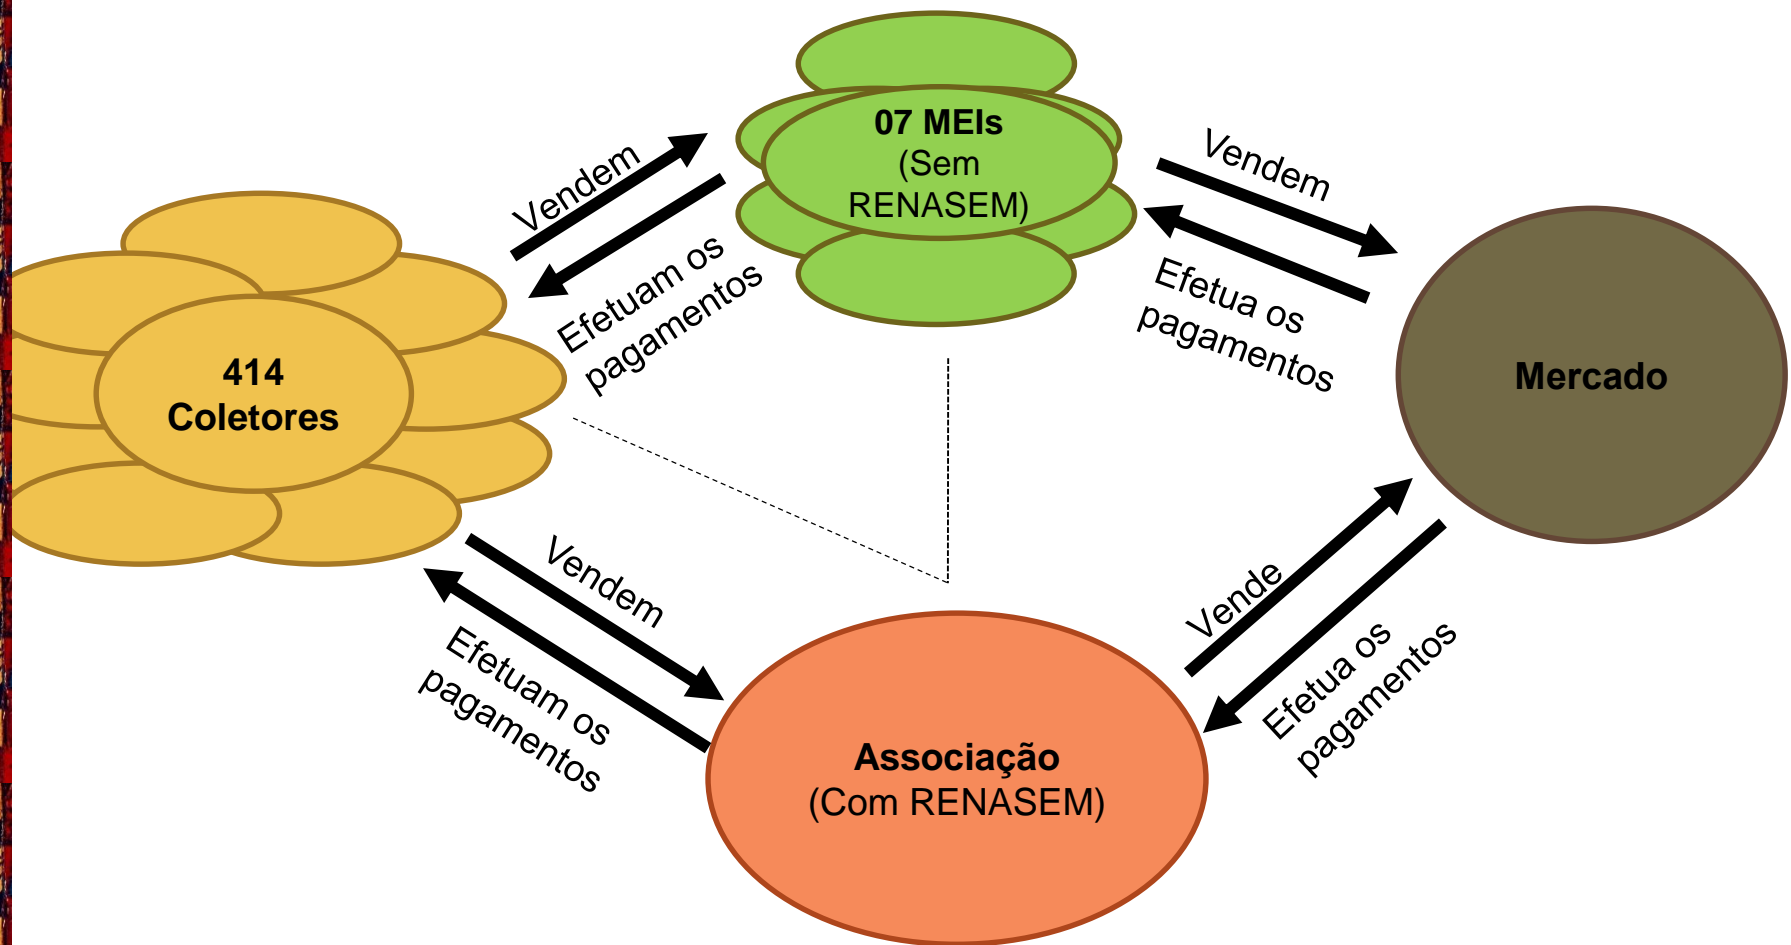 07 MEIs
(Sem
RENASEM)
Vendem
Vendem
Efetuam os
pagamentos
Efetua os
pagamentos
414
Coletores
Mercado
Vendem
Efetuam os
pagamentos
Vende
Efetua os
pagamentos
Associação
(Com RENASEM)